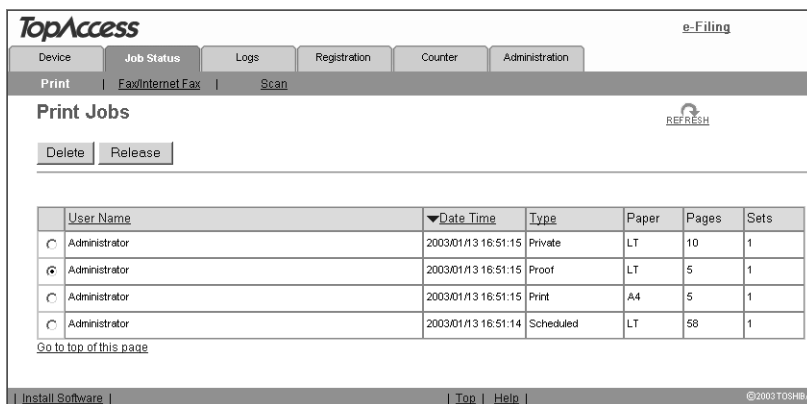 TopAccess
e-Filing
Device Job Status Logs Registration Counter Administration
Print | Fax/Internet Fax | Scan
Print Jobs
REFRESH
Delete Release
User Name Date Time Type Paper Pages Sets
Administrator 2003/01/13 16:51:15 Private LT 10 1
Administrator 2003/01/13 16:51:15 Proof LT 5 1
Administrator 2003/01/13 16:51:15 Print A4 5 1
Administrator 2003/01/13 16:51:14 Scheduled LT 58 1
Go to top of this page
| Install Software | | Top | Help | ©2003 TOSHIBA